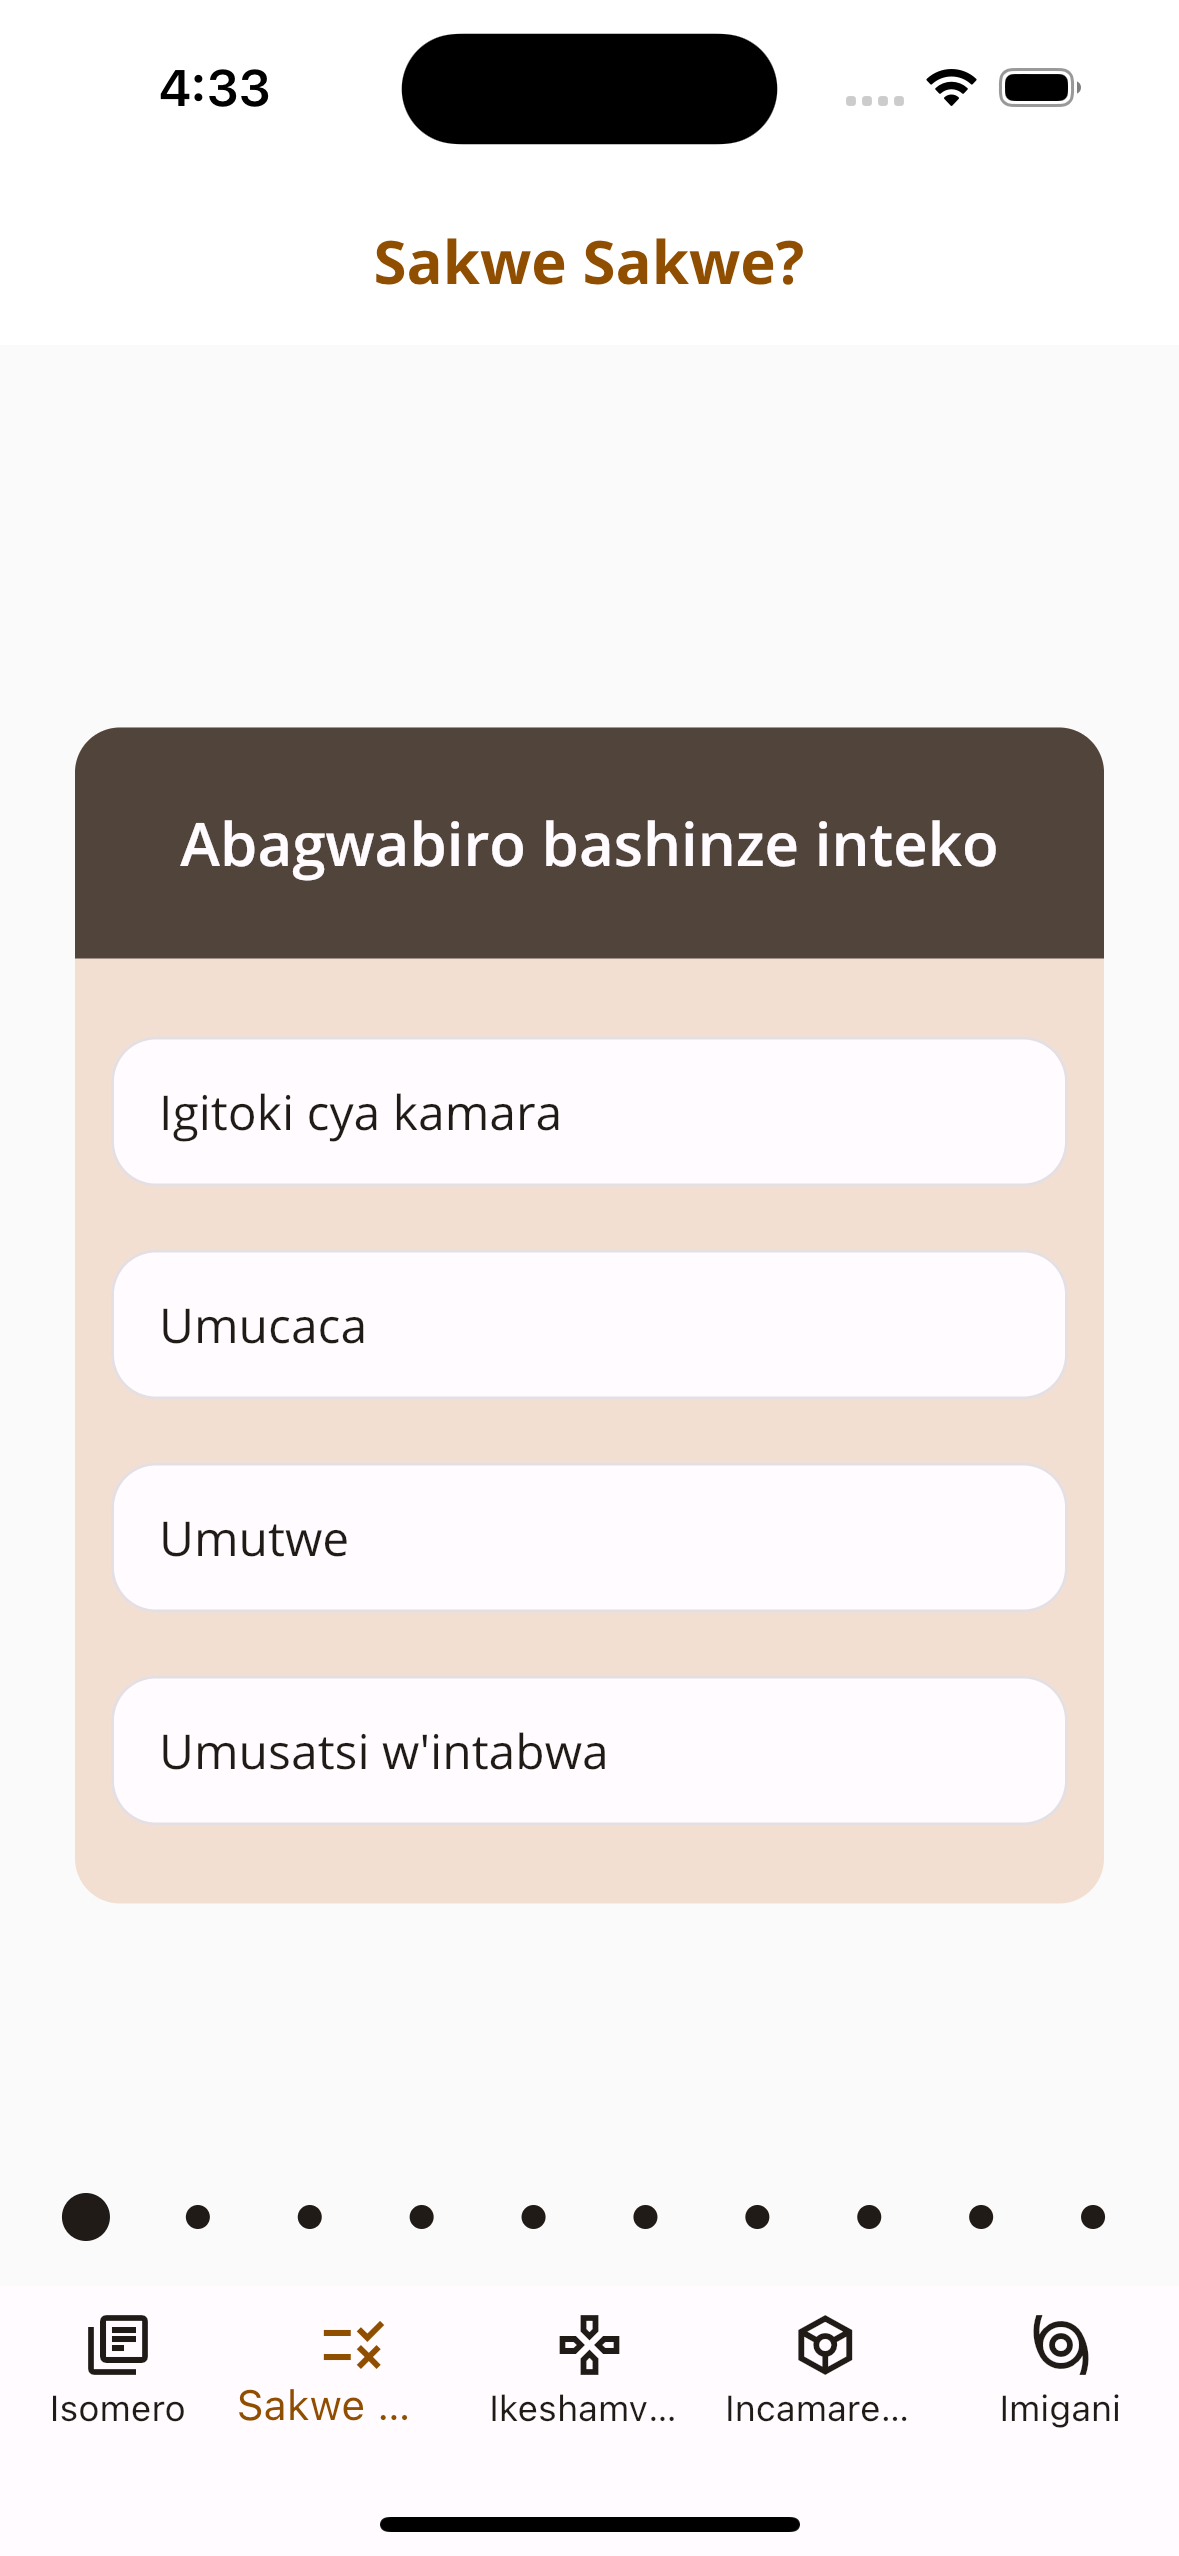 4:33
Sakwe Sakwe?
Abagwabiro bashinze inteko
Igitoki cya kamara
Umucaca
Umutwe
Umusatsi w'intabwa
Isomero
Sakwe ...
Ikeshamv...
Incamare...
Imigani